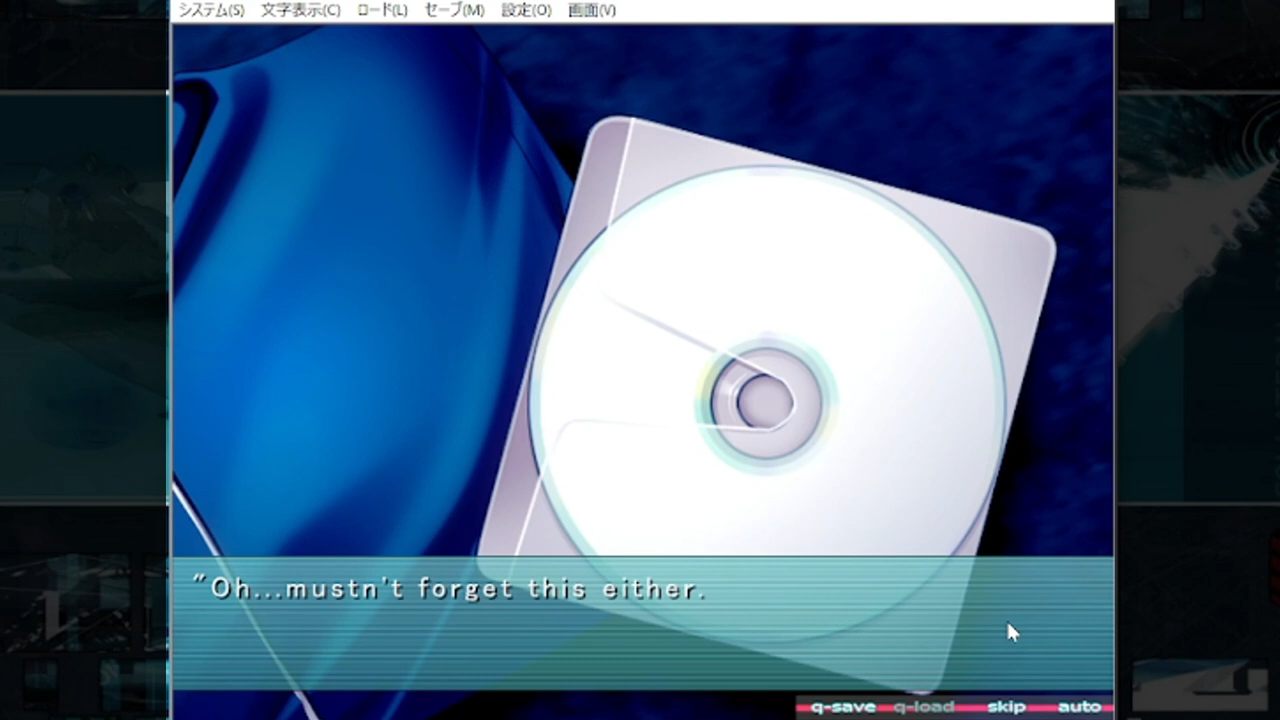 システム(S) 文字表示(C) ロード(L) セーブ(M) 設定(O) 画面(V)
"Oh...mustn't forget this either.
q-save q-load skip auto